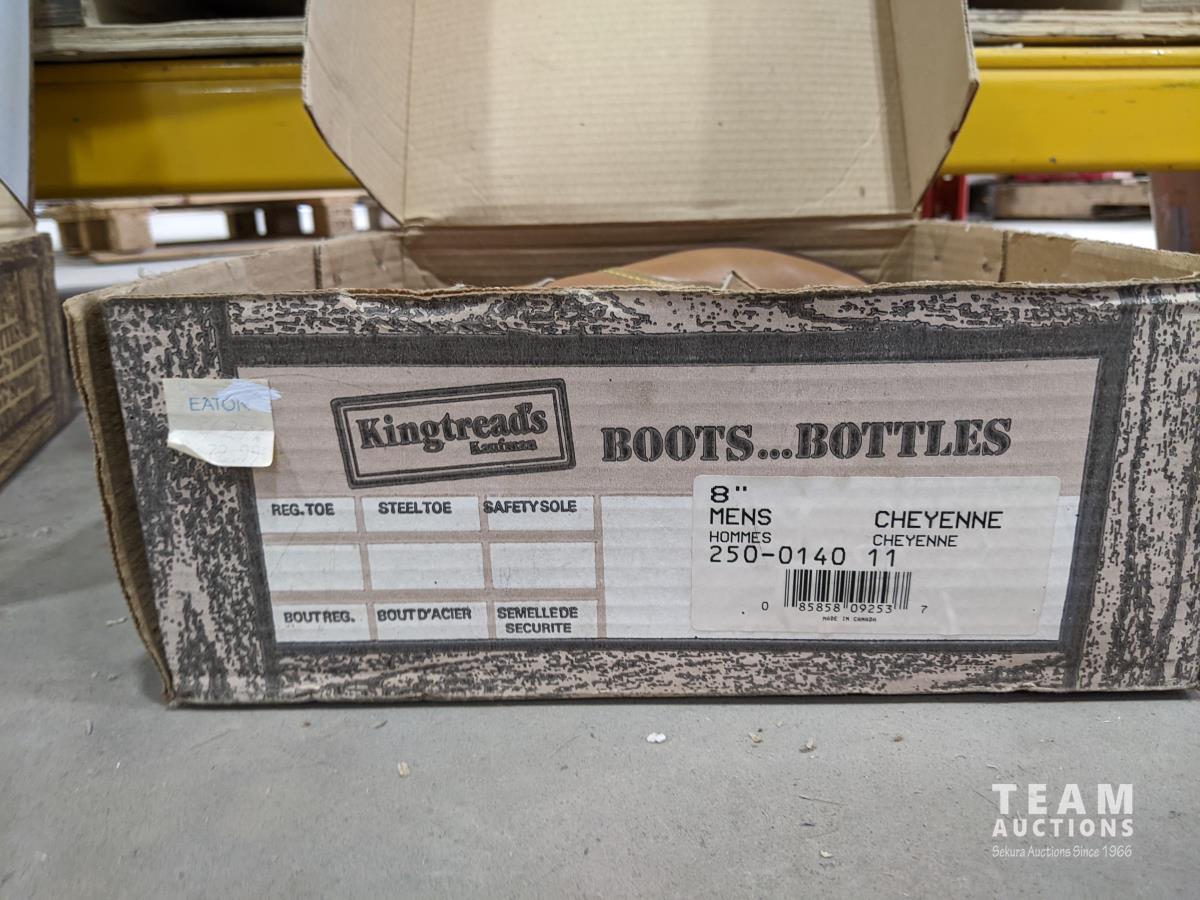 EATON
Kingtread's
Kaufman
BOOTS...BOTTLES
REG. TOE STEEL TOE SAFETY SOLE
BOUT REG. BOUT D'ACIER SEMELLE DE SECURITE
8"
MENS CHEYENNE
HOMMES CHEYENNE
250-0140 11
0 85858 09253 7
MADE IN CANADA
TEAM
AUCTIONS
Sekura Auctions Since 1966